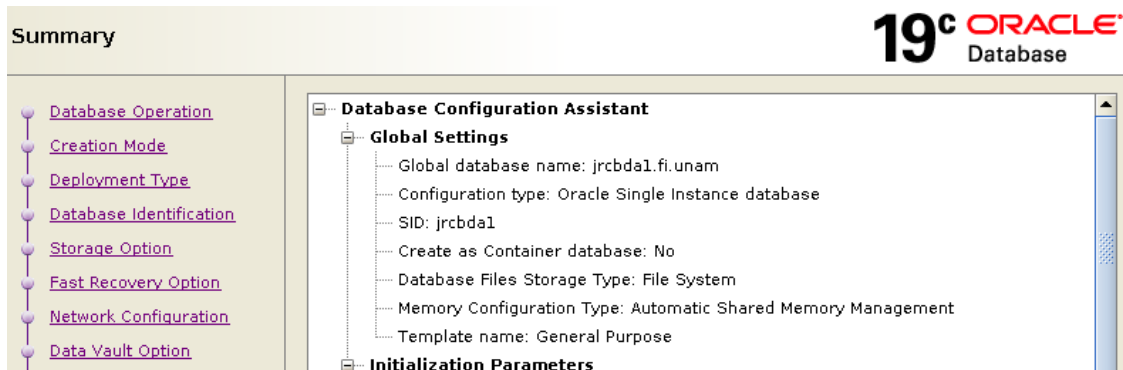 Summary
19c ORACLE
Database
Database Operation
Creation Mode
Deployment Type
Database Identification
Storage Option
Fast Recovery Option
Network Configuration
Data Vault Option
Database Configuration Assistant
Global Settings
Global database name: jrcbda1.fi.unam
Configuration type: Oracle Single Instance database
SID: jrcbda1
Create as Container database: No
Database Files Storage Type: File System
Memory Configuration Type: Automatic Shared Memory Management
Template name: General Purpose
Initialization Parameters